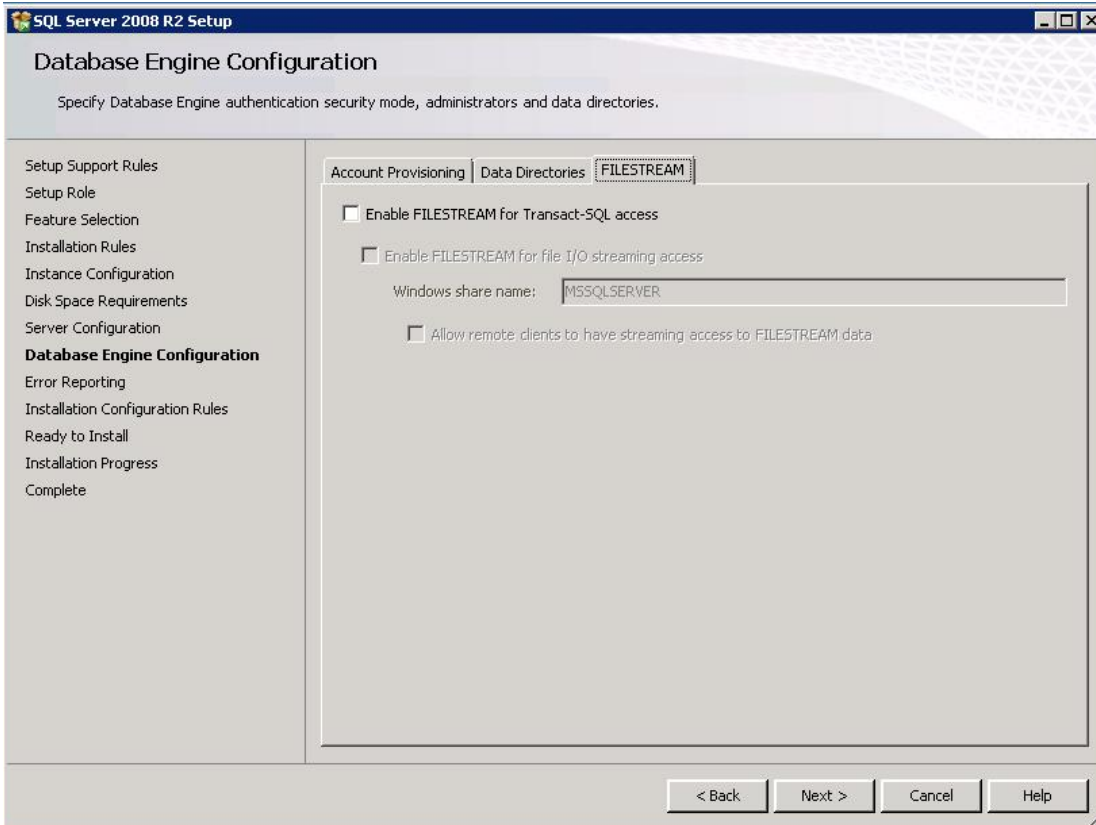 SQL Server 2008 R2 Setup
Database Engine Configuration
Specify Database Engine authentication security mode, administrators and data directories.
Setup Support Rules
Setup Role
Feature Selection
Installation Rules
Instance Configuration
Disk Space Requirements
Server Configuration
Database Engine Configuration
Error Reporting
Installation Configuration Rules
Ready to Install
Installation Progress
Complete
Account Provisioning Data Directories FILESTREAM
Enable FILESTREAM for Transact-SQL access
Enable FILESTREAM for file I/O streaming access
Windows share name: MSSQLSERVER
Allow remote clients to have streaming access to FILESTREAM data
< Back Next > Cancel Help